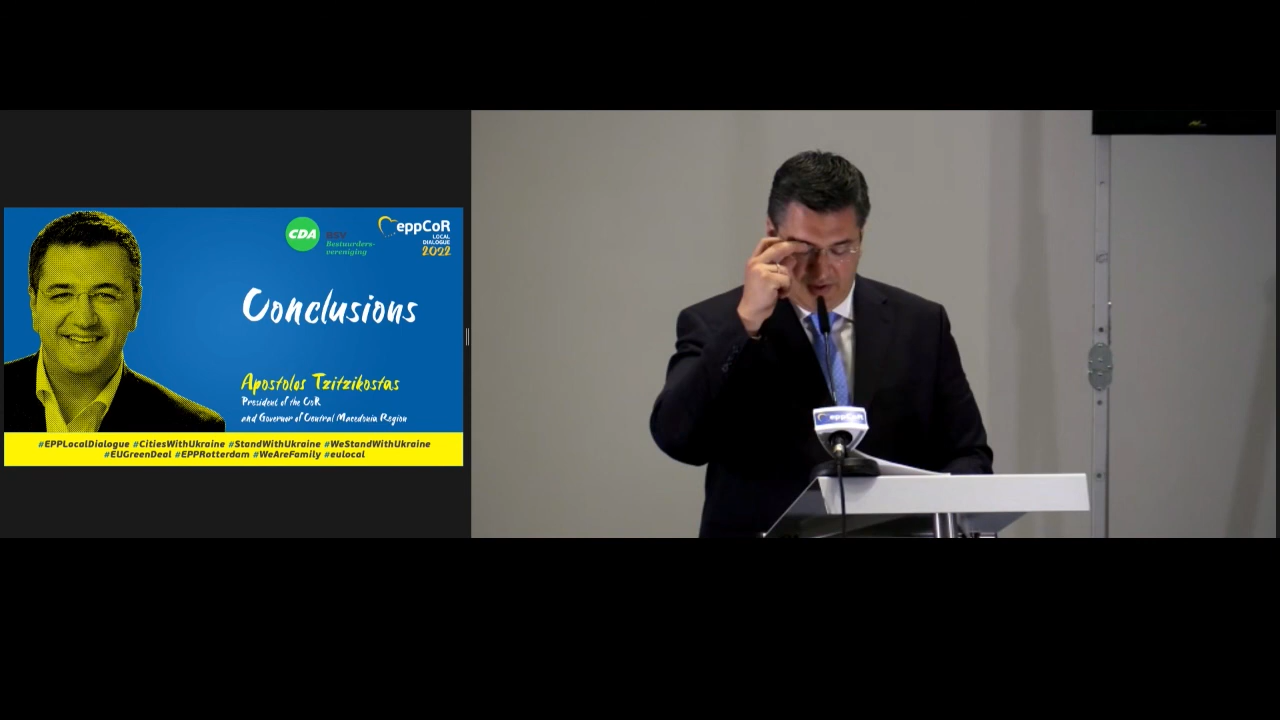 CDA
BSV
Bestuurders-
vereniging
eppCoR
LOCAL
DIALOGUE
2022
Conclusions
Apostolos Tzitzikostas
President of the CoR
and Governor of Central Macedonia Region
#EPPLocalDialogue #CitiesWithUkraine #StandWithUkraine #WeStandWithUkraine
#EUGreenDeal #EPPRotterdam #WeAreFamily #eulocal
eppCoR